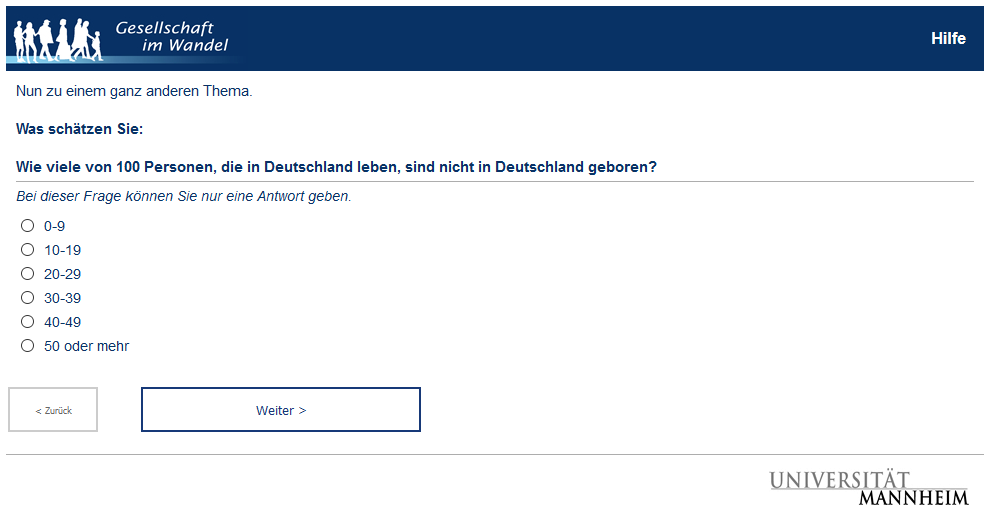 Gesellschaft
im Wandel
Hilfe
Nun zu einem ganz anderen Thema.
Was schätzen Sie:
Wie viele von 100 Personen, die in Deutschland leben, sind nicht in Deutschland geboren?
Bei dieser Frage können Sie nur eine Antwort geben.
0-9
10-19
20-29
30-39
40-49
50 oder mehr
< Zurück
Weiter >
UNIVERSITÄT
MANNHEIM